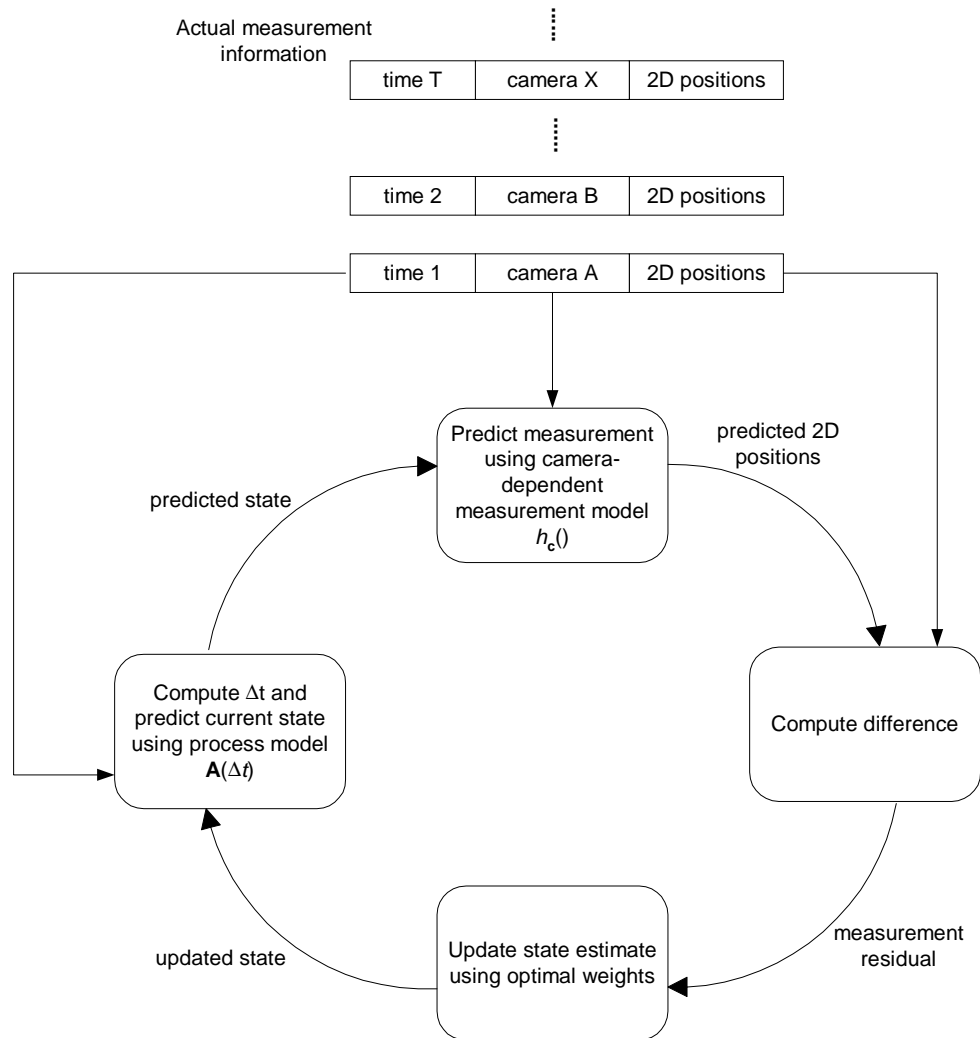 Actual measurement
information
time T camera X 2D positions
time 2 camera B 2D positions
time 1 camera A 2D positions
Predict measurement
using camera-
dependent
measurement model
hc()
predicted 2D
positions
predicted state
Compute Δt and
predict current state
using process model
A(Δt)
Compute difference
Update state estimate
using optimal weights
updated state
measurement
residual